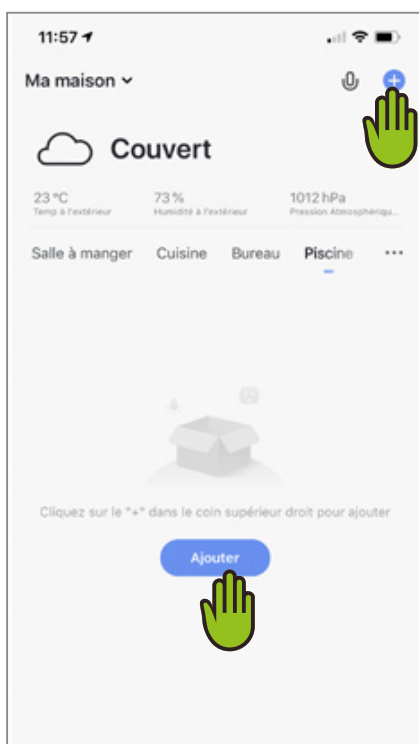 11:57
Ma maison
Couvert
23 °C
73 %
1012 hPa
Temp à l'extérieur
Humidité à l'extérieur
Pression Atmosphériqu...
Salle à manger
Cuisine
Bureau
Piscine
...
Cliquez sur le "+" dans le coin supérieur droit pour ajouter
Ajouter